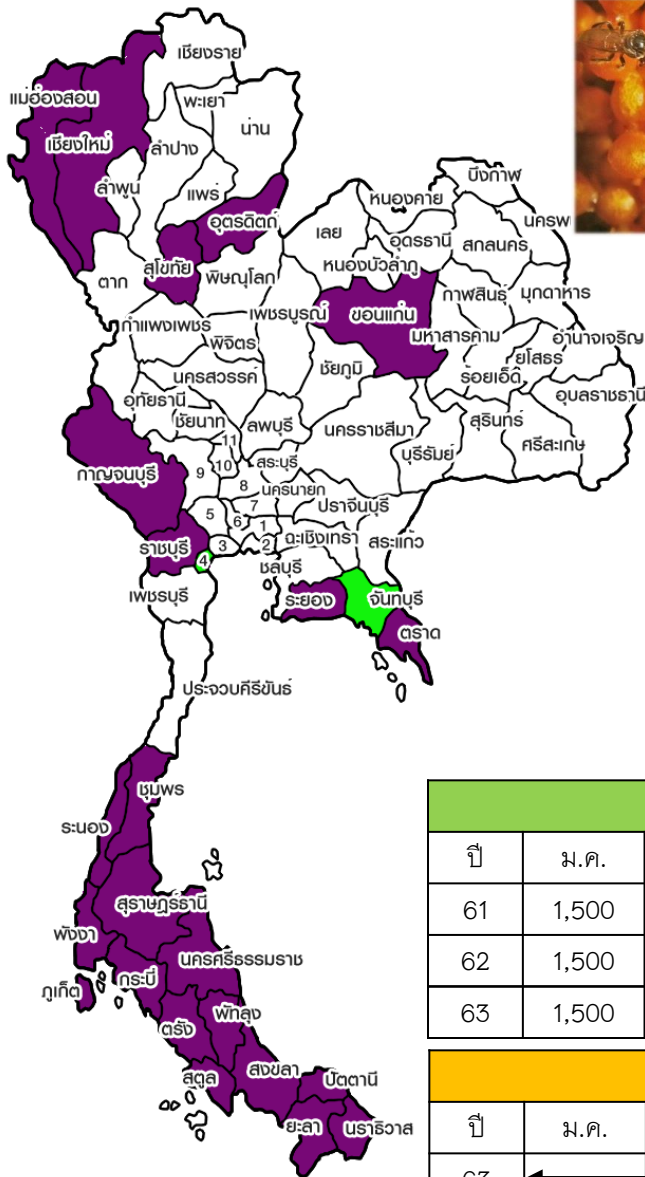 เชียงราย
แม่ฮ่องสอน
พะเยา
น่าน
เชียงใหม่
ลำปาง
ลำพูน
แพร่
อุตรดิตถ์
บึงกาฬ
หนองคาย
เลย
อุดรธานี
สกลนคร
นครพ
หนองบัวลำภู
ตาก
สุโขทัย
พิษณุโลก
กาฬสินธุ์
มุกดาหาร
เพชรบูรณ์
ขอนแก่น
กำแพงเพชร
พิจิตร
มหาสารคาม
อำนาจเจริญ
ยโสธร
ชัยภูมิ
ร้อยเอ็ด
นครสวรรค์
อุทัยธานี
อุบลราชธานี
ชัยนาท
ลพบุรี
นครราชสีมา
บุรีรัมย์
สุรินทร์
ศรีสะเกษ
11
สระบุรี
กาญจนบุรี
9
10
8
นครนายก
ปราจีนบุรี
5
7
6
1
ฉะเชิงเทรา
สระแก้ว
ราชบุรี
3
2
4
ชลบุรี
เพชรบุรี
ระยอง
จันทบุรี
ตราด
ประจวบคีรีขันธ์
ชุมพร
ระนอง
สุราษฎร์ธานี
พังงา
นครศรีธรรมราช
ภูเก็ต
กระบี่
พัทลุง
ตรัง
สตูล
สงขลา
ปัตตานี
ยะลา
นราธิวาส
ปี ม.ค.
61 1,500
62 1,500
63 1,500
ปี ม.ค.